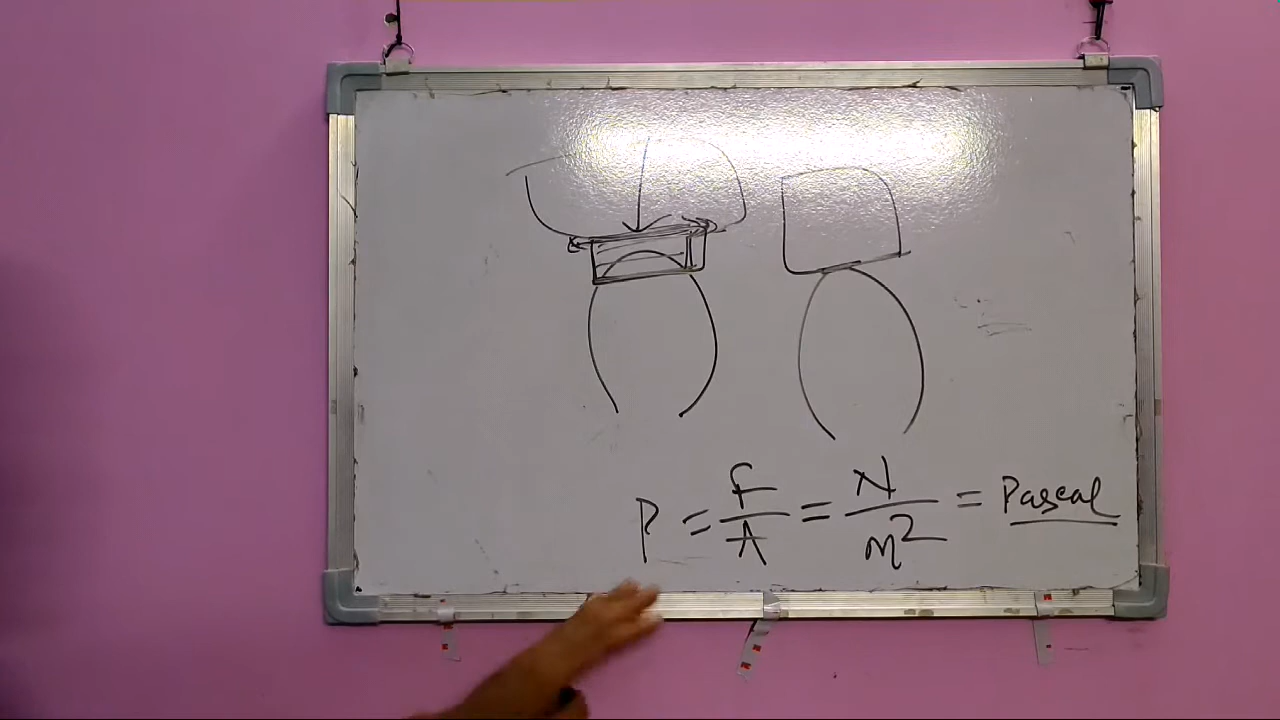 P = F/A = N/m² = Pascal